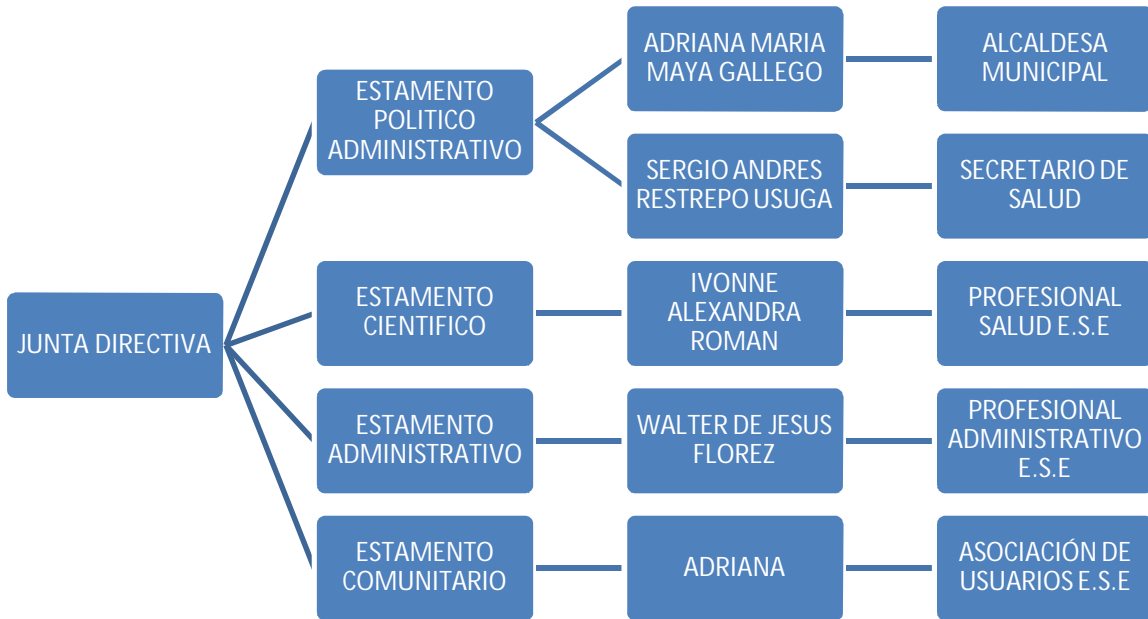 JUNTA DIRECTIVA
ESTAMENTO
POLITICO
ADMINISTRATIVO
ADRIANA MARIA
MAYA GALLEGO
ALCALDESA
MUNICIPAL
SERGIO ANDRES
RESTREPO USUGA
SECRETARIO DE
SALUD
ESTAMENTO
CIENTIFICO
IVONNE
ALEXANDRA
ROMAN
PROFESIONAL
SALUD E.S.E
ESTAMENTO
ADMINISTRATIVO
WALTER DE JESUS
FLOREZ
PROFESIONAL
ADMINISTRATIVO
E.S.E
ESTAMENTO
COMUNITARIO
ADRIANA
ASOCIACIÓN DE
USUARIOS E.S.E